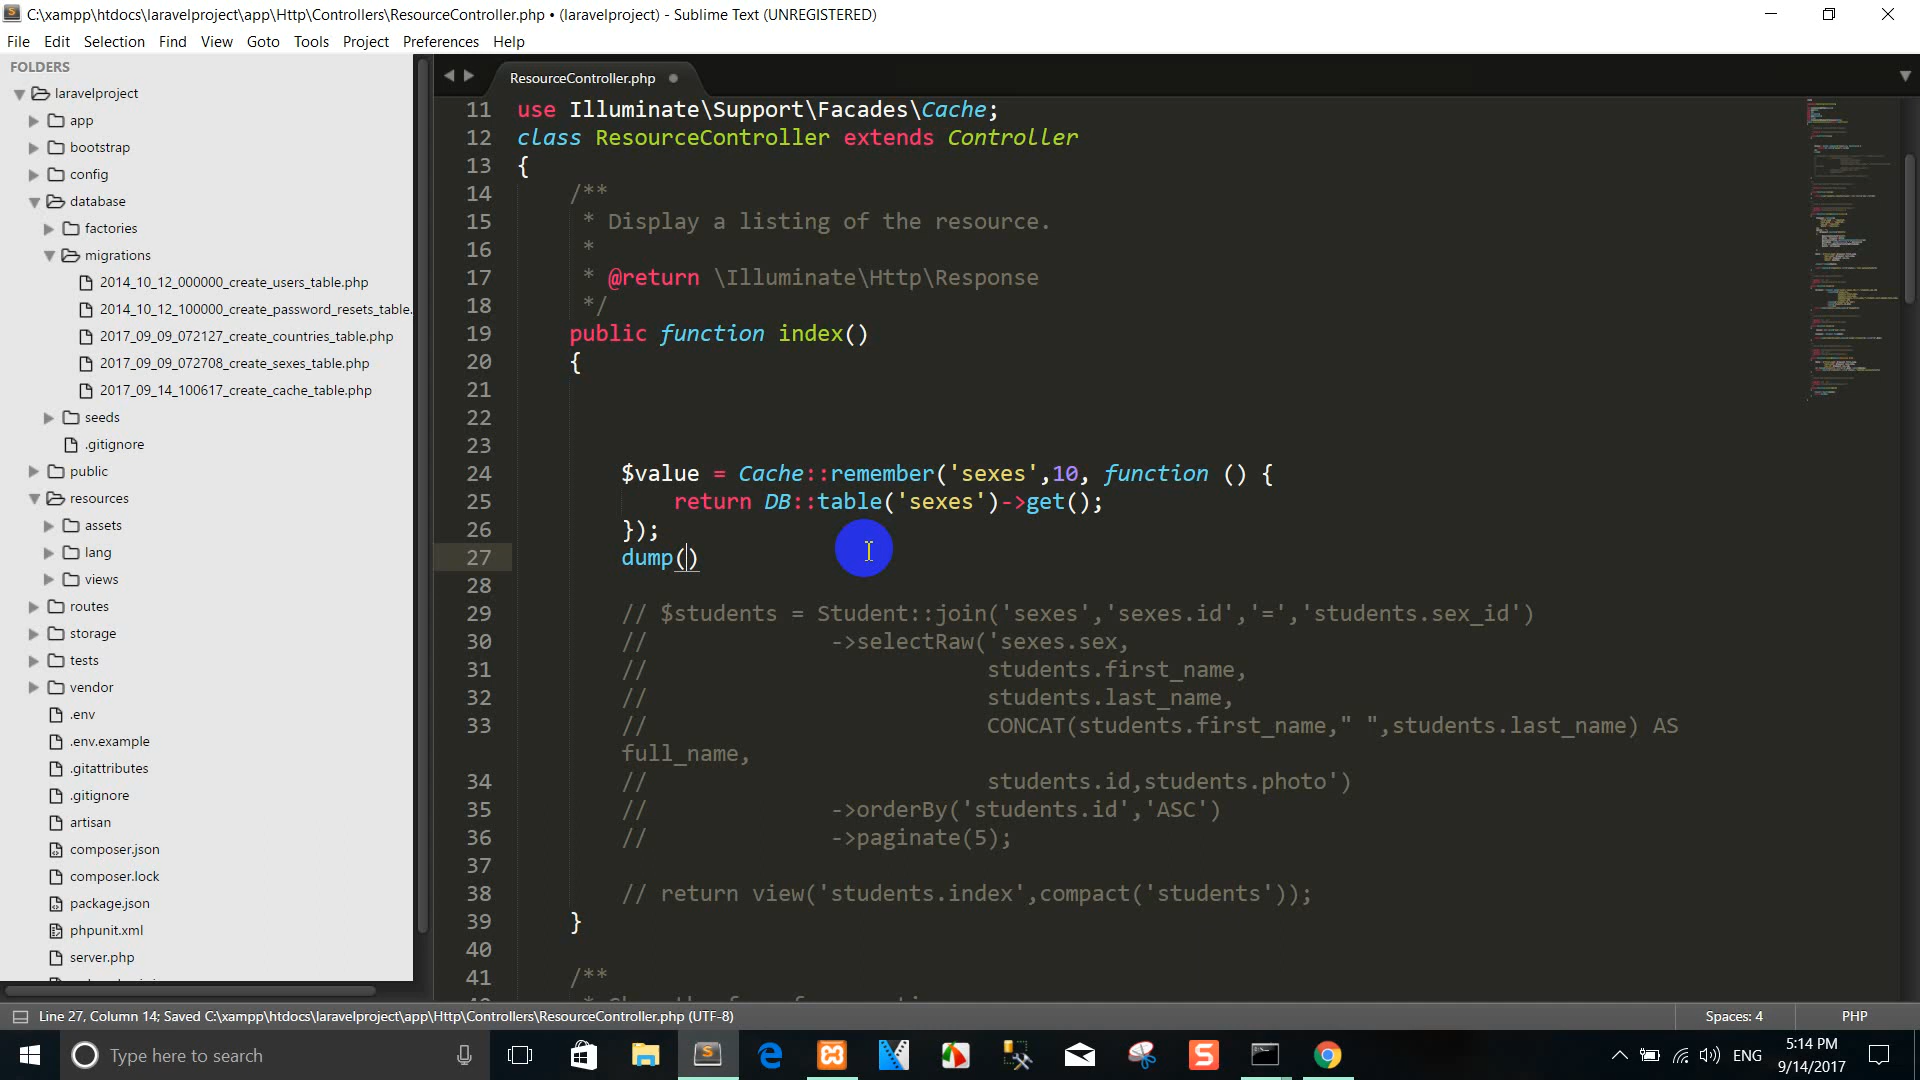 C:\xampp\htdocs\laravelproject\app\Http\Controllers\ResourceController.php • (laravelproject) - Sublime Text (UNREGISTERED)
File Edit Selection Find View Goto Tools Project Preferences Help
FOLDERS
laravelproject
app
bootstrap
config
database
factories
migrations
2014_10_12_000000_create_users_table.php
2014_10_12_100000_create_password_resets_table.
2017_09_09_072127_create_countries_table.php
2017_09_09_072708_create_sexes_table.php
2017_09_14_100617_create_cache_table.php
seeds
.gitignore
public
resources
assets
lang
views
routes
storage
tests
vendor
.env
.env.example
.gitattributes
.gitignore
artisan
composer.json
composer.lock
package.json
phpunit.xml
server.php
ResourceController.php
11 use Illuminate\Support\Facades\Cache;
12 class ResourceController extends Controller
13 {
14 /**
15 * Display a listing of the resource.
16 *
17 * @return \Illuminate\Http\Response
18 */
19 public function index()
20 {
21
22
23
24 $value = Cache::remember('sexes',10, function () {
25 return DB::table('sexes')->get();
26 });
27 dump()
28
29 // $students = Student::join('sexes','sexes.id','=','students.sex_id')
30 // ->selectRaw('sexes.sex,
31 // students.first_name,
32 // students.last_name,
33 // CONCAT(students.first_name," ",students.last_name) AS
full_name,
34 // students.id,students.photo')
35 // ->orderBy('students.id','ASC')
36 // ->paginate(5);
37
38 // return view('students.index',compact('students'));
39 }
40
41 /**
Line 27, Column 14; Saved C:\xampp\htdocs\laravelproject\app\Http\Controllers\ResourceController.php (UTF-8)
Spaces: 4
PHP
Type here to search
ENG
5:14 PM
9/14/2017